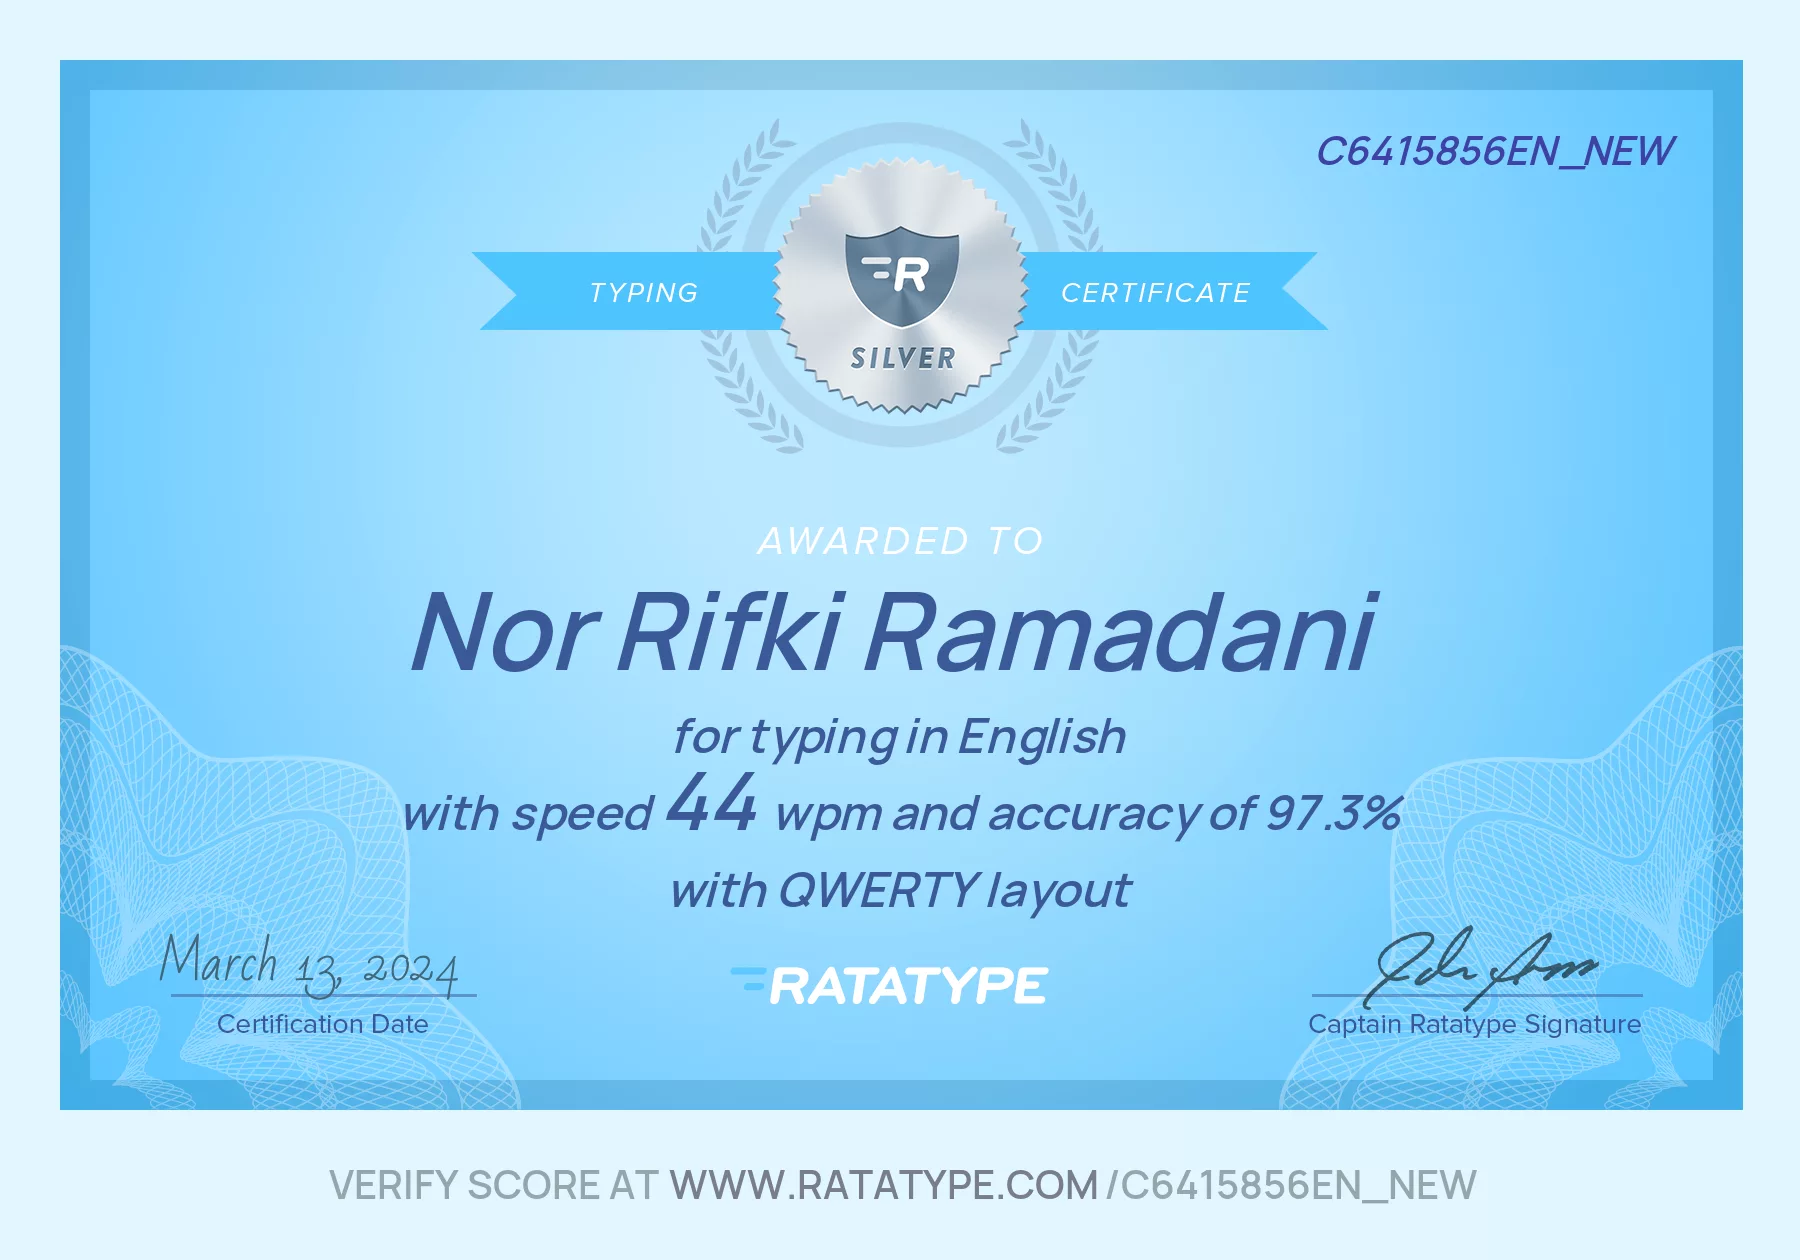 C6415856EN_NEW
TYPING
CERTIFICATE
R
SILVER
AWARDED TO
Nor Rifki Ramadani
for typing in English
with speed 44 wpm and accuracy of 97.3%
with QWERTY layout
March 13, 2024
Certification Date
RATATYPE
Captain Ratatype Signature
VERIFY SCORE AT WWW.RATATYPE.COM/C6415856EN_NEW